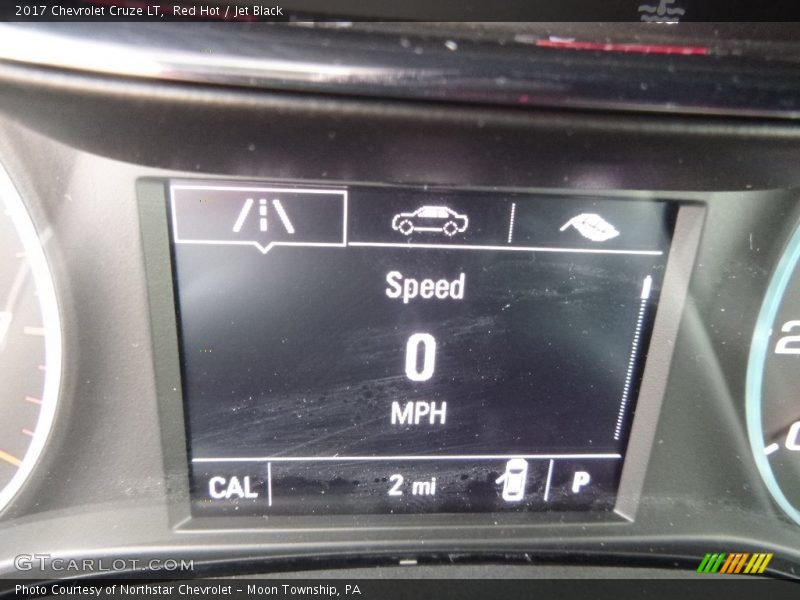 2017 Chevrolet Cruze LT, Red Hot / Jet Black
Speed
0
MPH
CAL 2 mi P
2
GTCARLOT.COM
Photo Courtesy of Northstar Chevrolet - Moon Township, PA